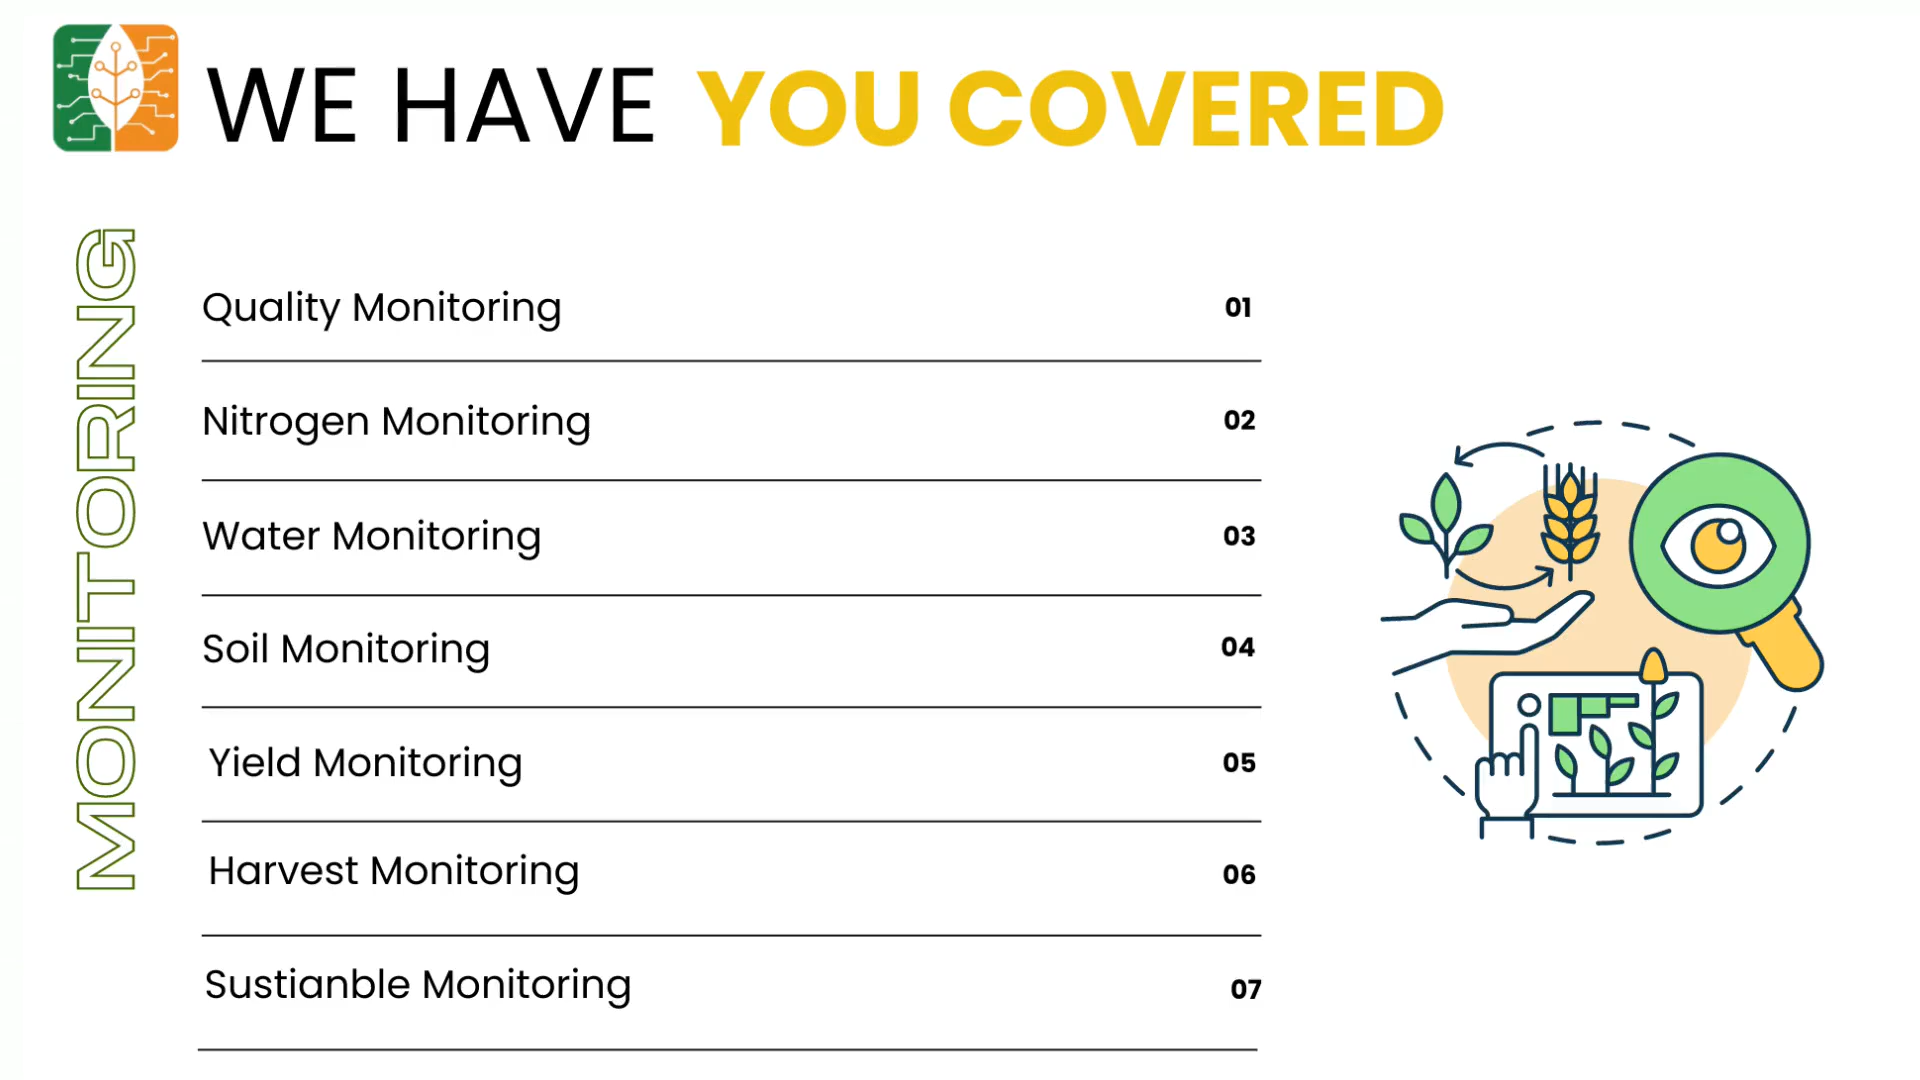 WE HAVE YOU COVERED
MONITORING
Quality Monitoring 01
Nitrogen Monitoring 02
Water Monitoring 03
Soil Monitoring 04
Yield Monitoring 05
Harvest Monitoring 06
Sustianble Monitoring 07